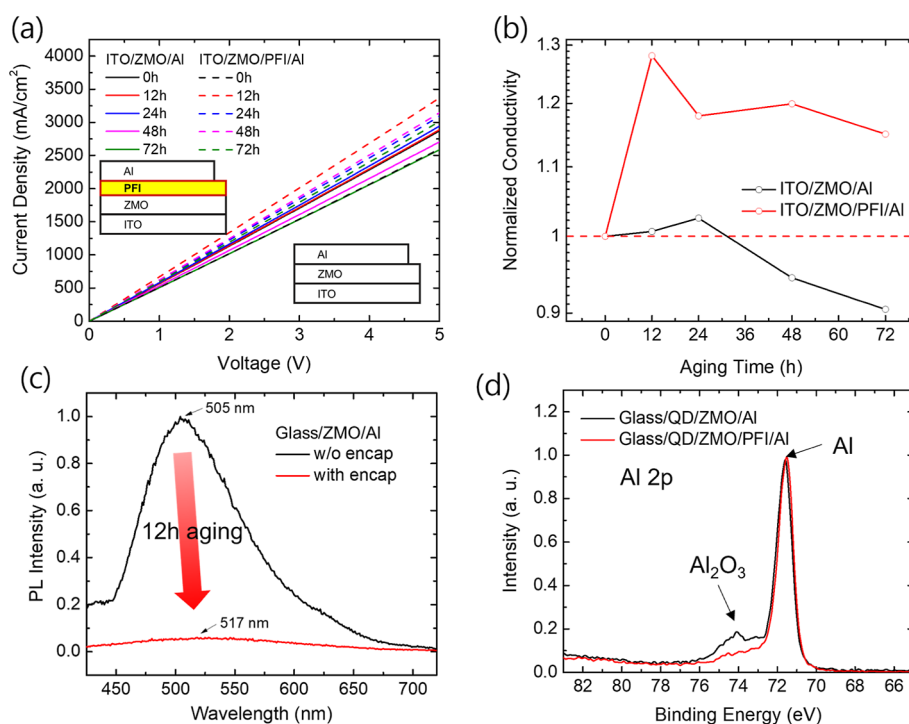 (a)
ITO/ZMO/Al ITO/ZMO/PFI/Al
0h 0h
12h 12h
24h 24h
48h 48h
72h 72h
Al
PFI
ZMO
ITO
Al
ZMO
ITO
4000
3500
3000
2500
2000
1500
1000
500
0
Current Density (mA/cm²)
0 1 2 3 4 5
Voltage (V)
(b)
1.3
1.2
1.1
1
0.9
Normalized Conductivity
ITO/ZMO/Al
ITO/ZMO/PFI/Al
0 12 24 36 48 60 72
Aging Time (h)
(c)
505 nm
Glass/ZMO/Al
w/o encap
with encap
12h aging
517 nm
1.0
0.8
0.6
0.4
0.2
0.0
PL Intensity (a. u.)
450 500 550 600 650 700
Wavelength (nm)
(d)
Glass/QD/ZMO/Al
Glass/QD/ZMO/PFI/Al
Al 2p
Al
Al₂O₃
1.2
1.0
0.8
0.6
0.4
0.2
0.0
Intensity (a. u.)
82 80 78 76 74 72 70 68 66
Binding Energy (eV)